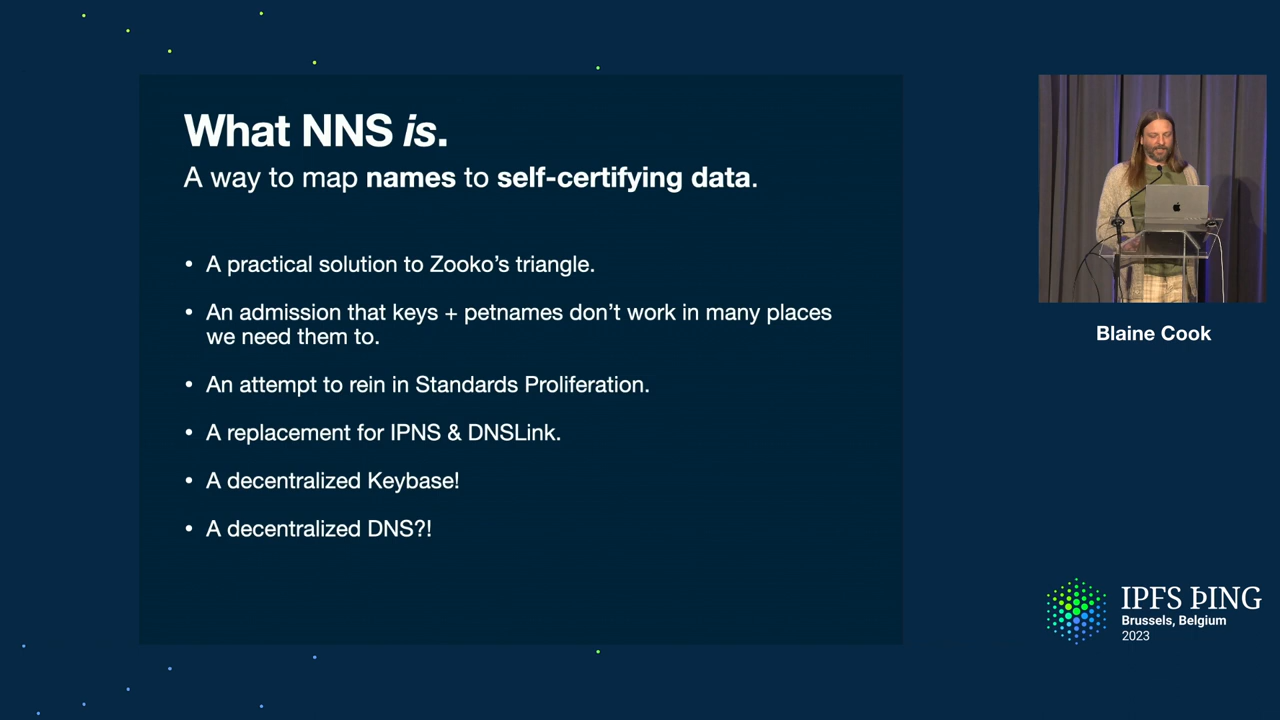 What NNS is.
A way to map names to self-certifying data.
• A practical solution to Zooko’s triangle.
• An admission that keys + petnames don’t work in many places
we need them to.
• An attempt to rein in Standards Proliferation.
• A replacement for IPNS & DNSLink.
• A decentralized Keybase!
• A decentralized DNS?!
Blaine Cook
IPFS ÞING
Brussels, Belgium
2023